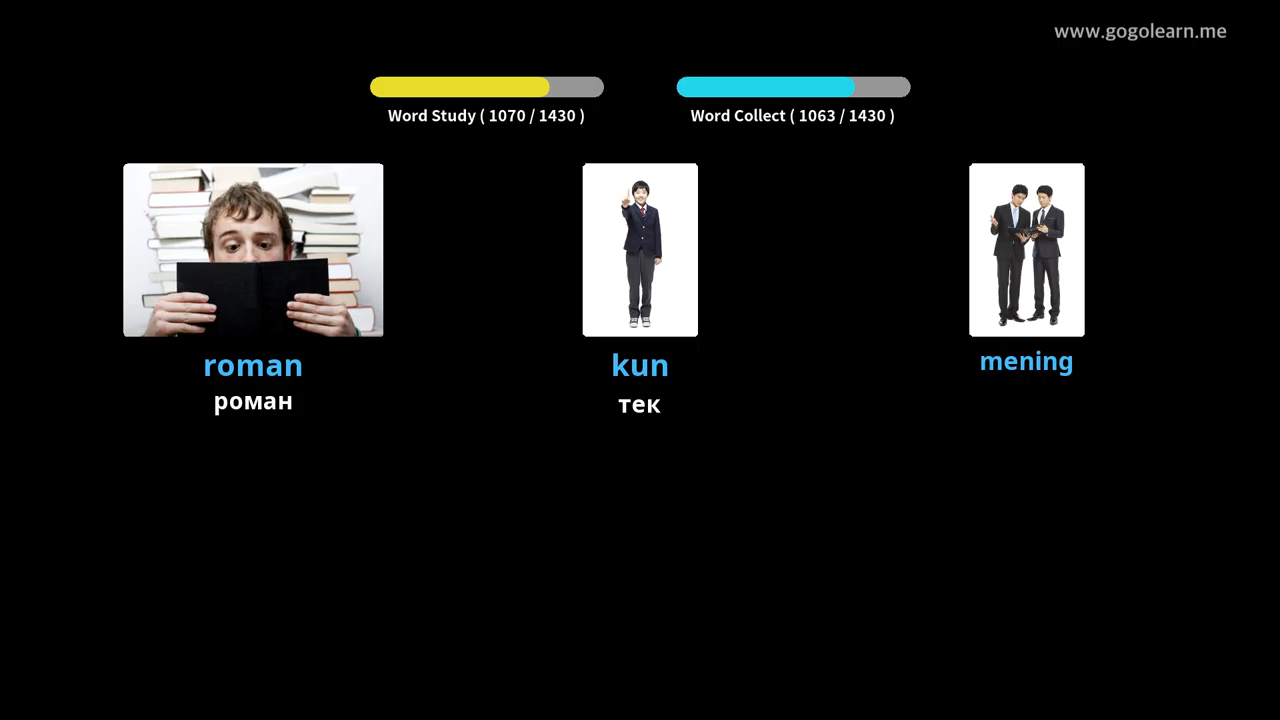 www.gogolearn.me
Word Study ( 1070 / 1430 )
Word Collect ( 1063 / 1430 )
roman
роман
kun
тек
mening